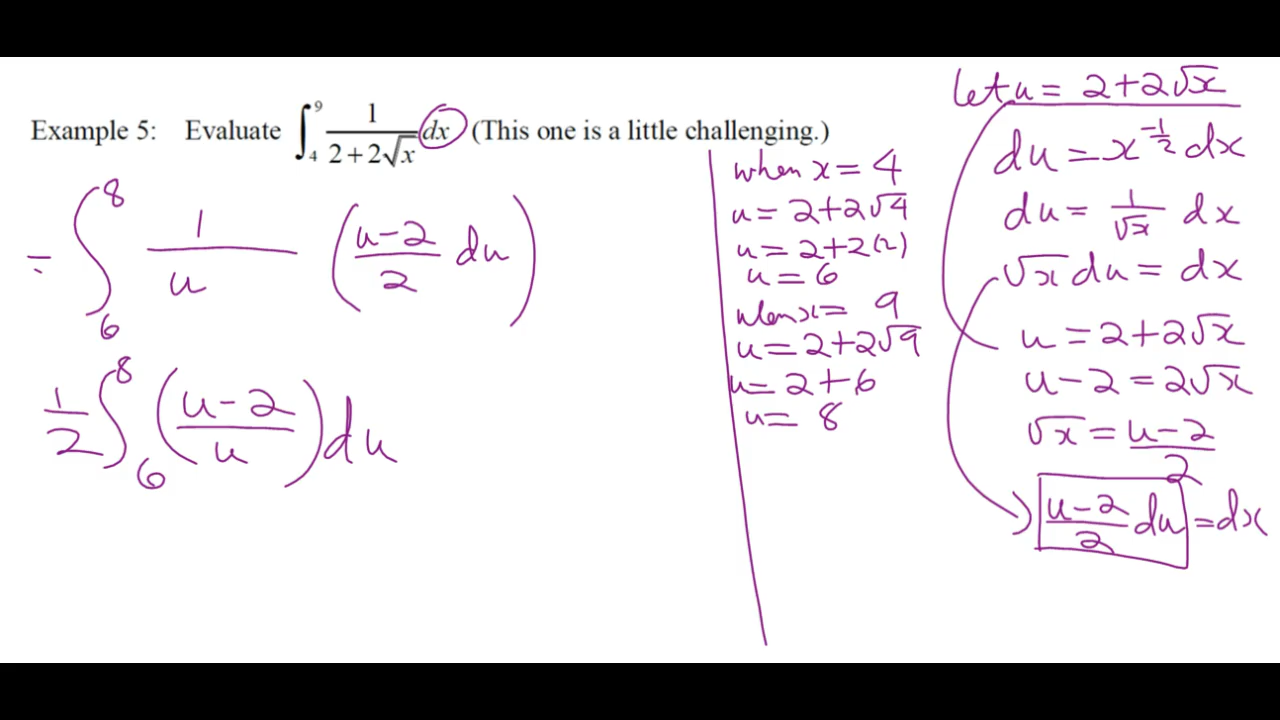 Example 5: Evaluate ∫₄⁹ 1/(2+2√x) dx (This one is a little challenging.)
= ∫₆⁸ 1/u ((u-2)/2 du)
1/2 ∫₆⁸ ((u-2)/u) du
when x = 4
u = 2+2√4
u = 2+2(2)
u = 6
when x = 9
u = 2+2√9
u = 2+6
u = 8
let u = 2+2√x
du = x^(-1/2) dx
du = 1/√x dx
√x du = dx
u = 2+2√x
u-2 = 2√x
√x = (u-2)/2
(u-2)/2 du = dx